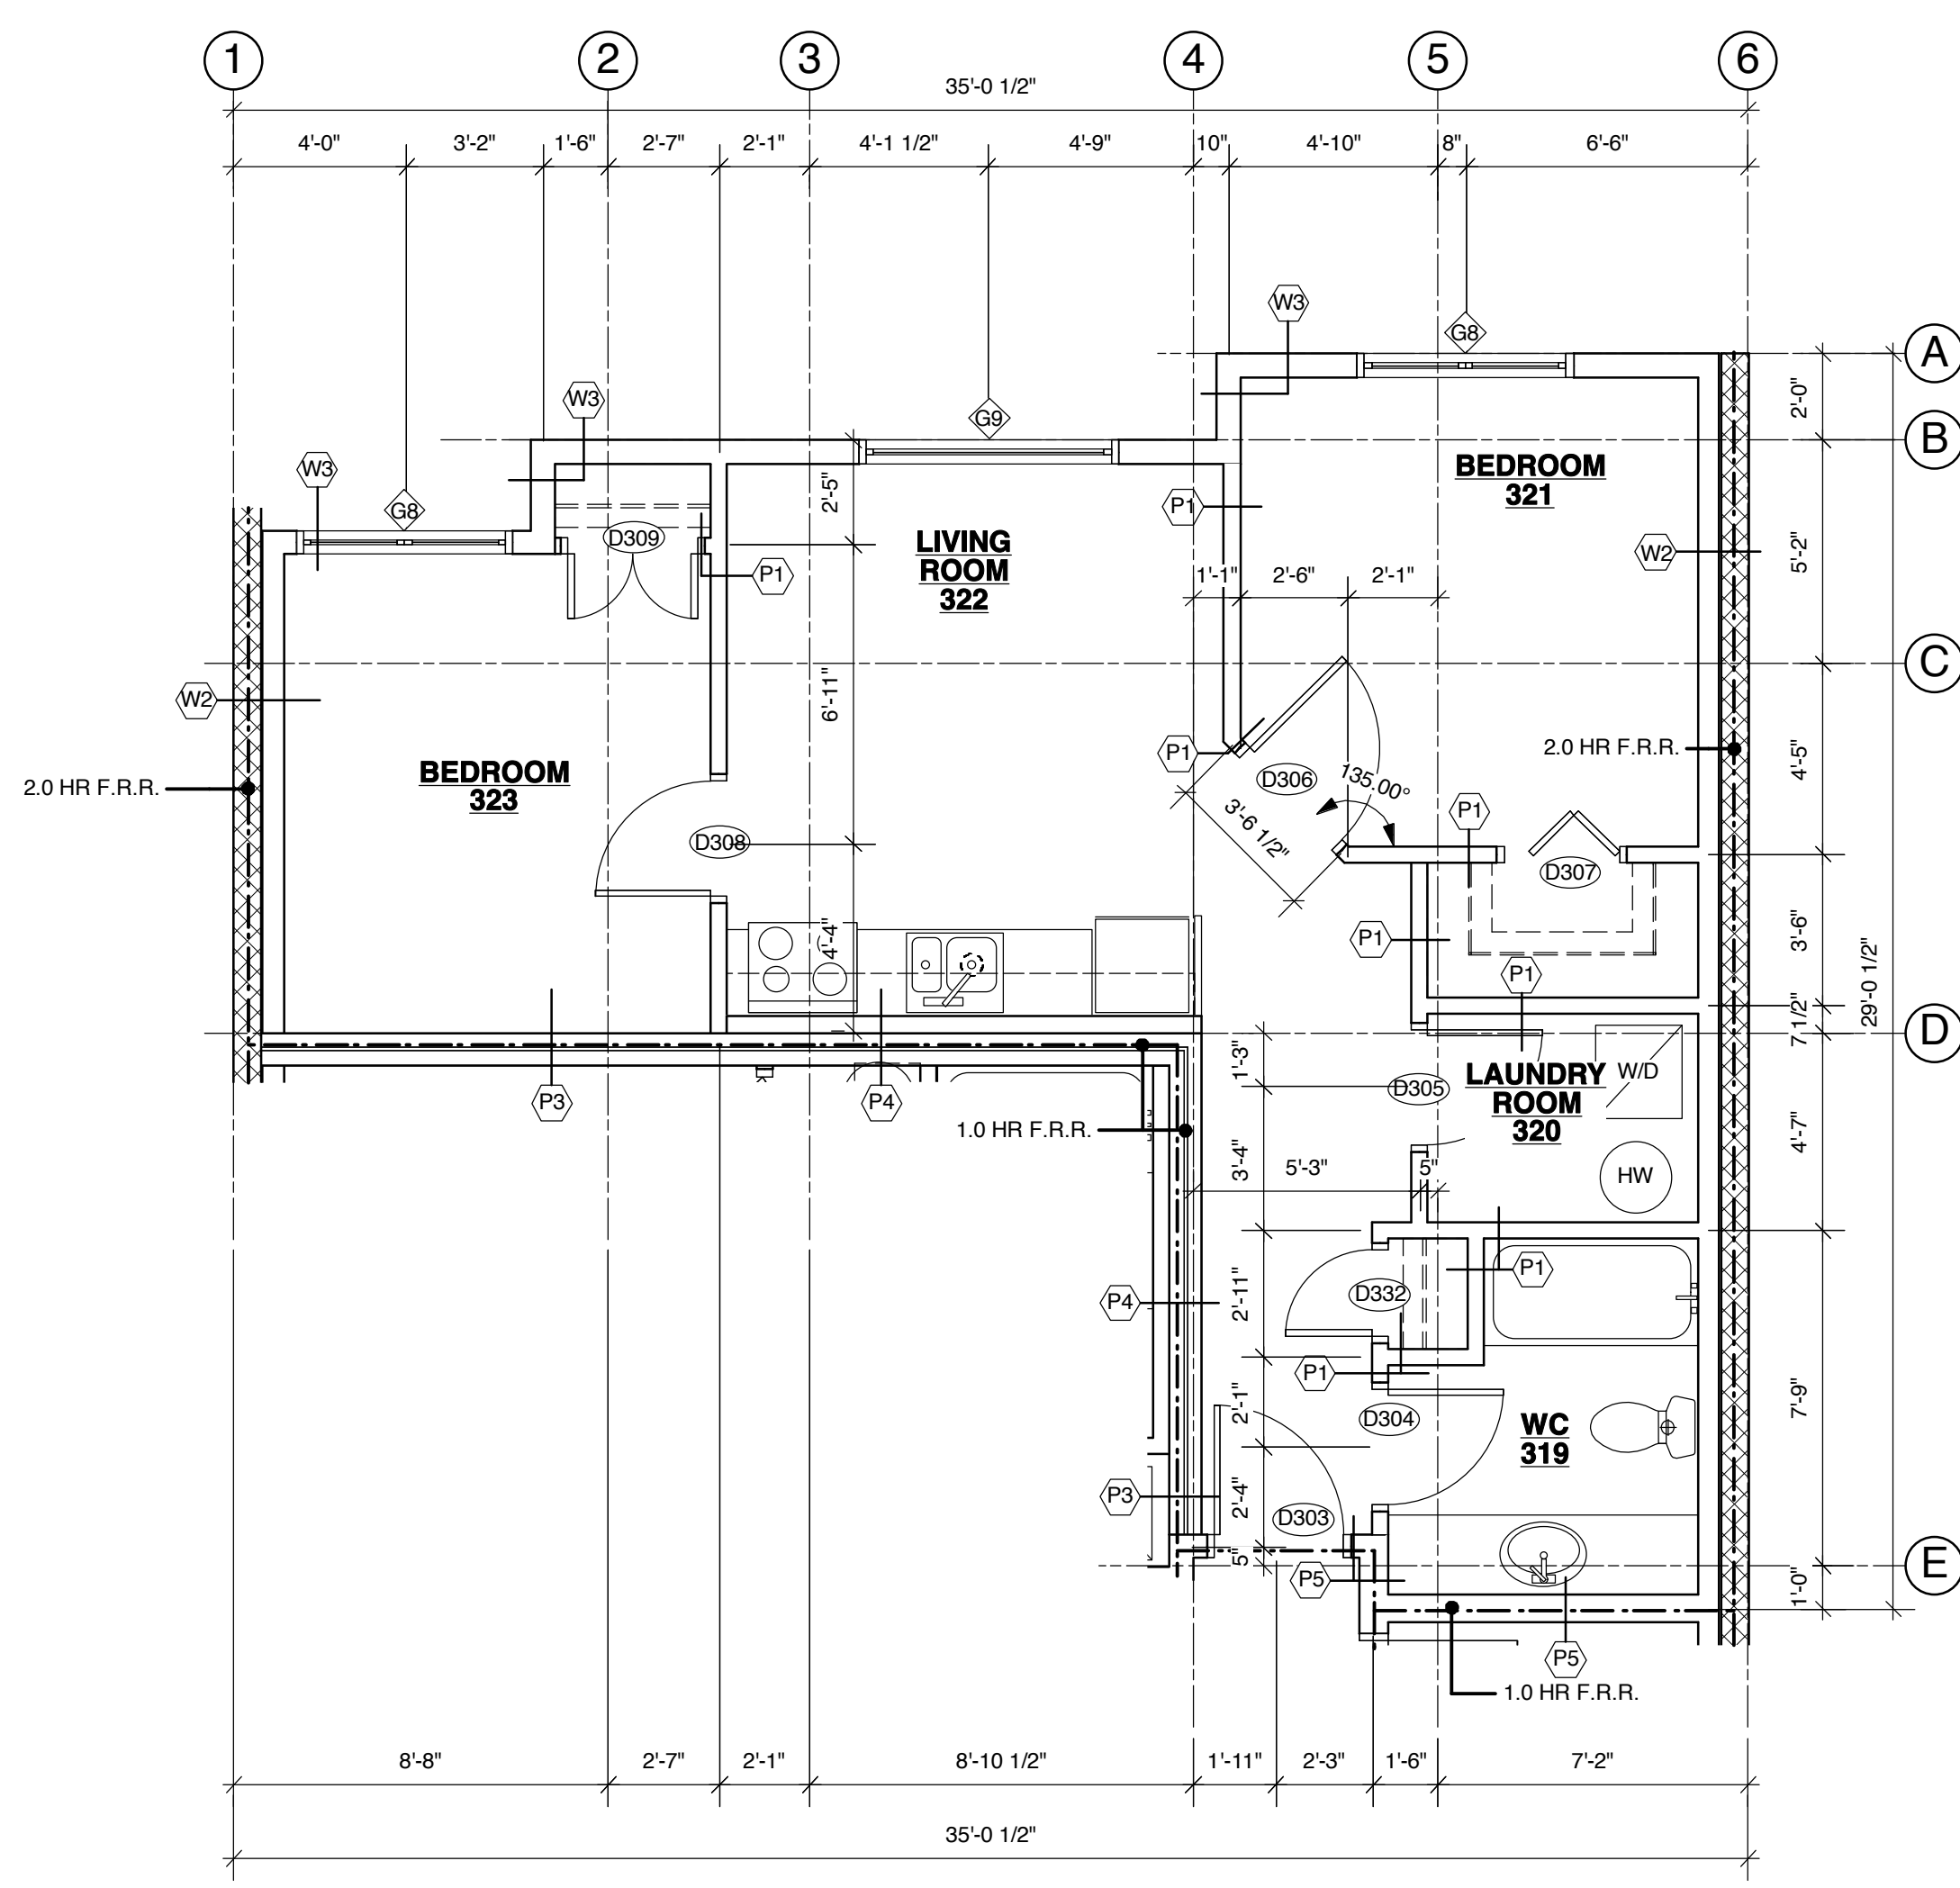 1 2 3 4 5 6
35'-0 1/2"
4'-0" 3'-2" 1'-6" 2'-7" 2'-1" 4'-1 1/2" 4'-9" 10" 4'-10" 8" 6'-6"
W3
G8
A
2'-0"
W3
G9
B
W3
G8
BEDROOM
321
2'-5"
P1
D309
LIVING
ROOM
322
W2
5'-2"
P1
1'-1" 2'-6" 2'-1"
C
W2
6'-11"
P1
2.0 HR F.R.R.
4'-5"
BEDROOM
323
2.0 HR F.R.R.
D306
135.00°
3'-6 1/2"
P1
D308
D307
4'-4"
P1
3'-6"
29'-0 1/2"
P1
7 1/2"
D
1'-3"
LAUNDRY
ROOM
320
W/D
D305
P3
P4
1.0 HR F.R.R.
3'-4"
4'-7"
5'-3" 5"
HW
P1
P4
2'-11"
D332
P1
2'-1"
D304
7'-9"
WC
319
P3
2'-4"
D303
5"
E
P5
1'-0"
P5
1.0 HR F.R.R.
8'-8" 2'-7" 2'-1" 8'-10 1/2" 1'-11" 2'-3" 1'-6" 7'-2"
35'-0 1/2"